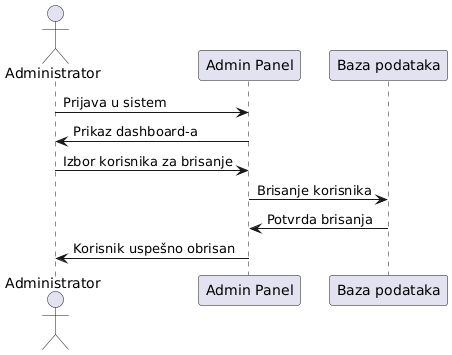 Administrator
Admin Panel
Baza podataka
Prijava u sistem
Prikaz dashboard-a
Izbor korisnika za brisanje
Brisanje korisnika
Potvrda brisanja
Korisnik uspešno obrisan
Administrator
Admin Panel
Baza podataka